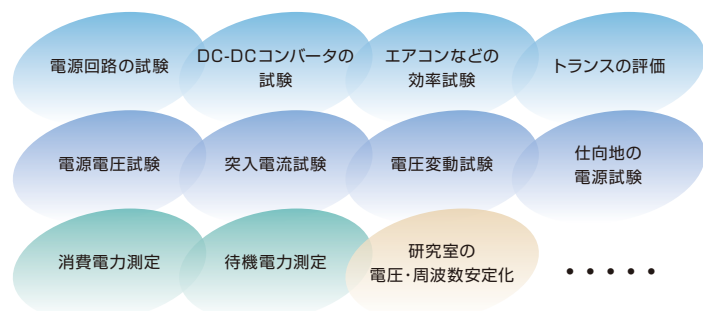 電源回路の試験
DC-DCコンバータの
試験
エアコンなどの
効率試験
トランスの評価
電源電圧試験
突入電流試験
電圧変動試験
仕向地の
電源試験
消費電力測定
待機電力測定
研究室の
電圧・周波数安定化
・・・・・